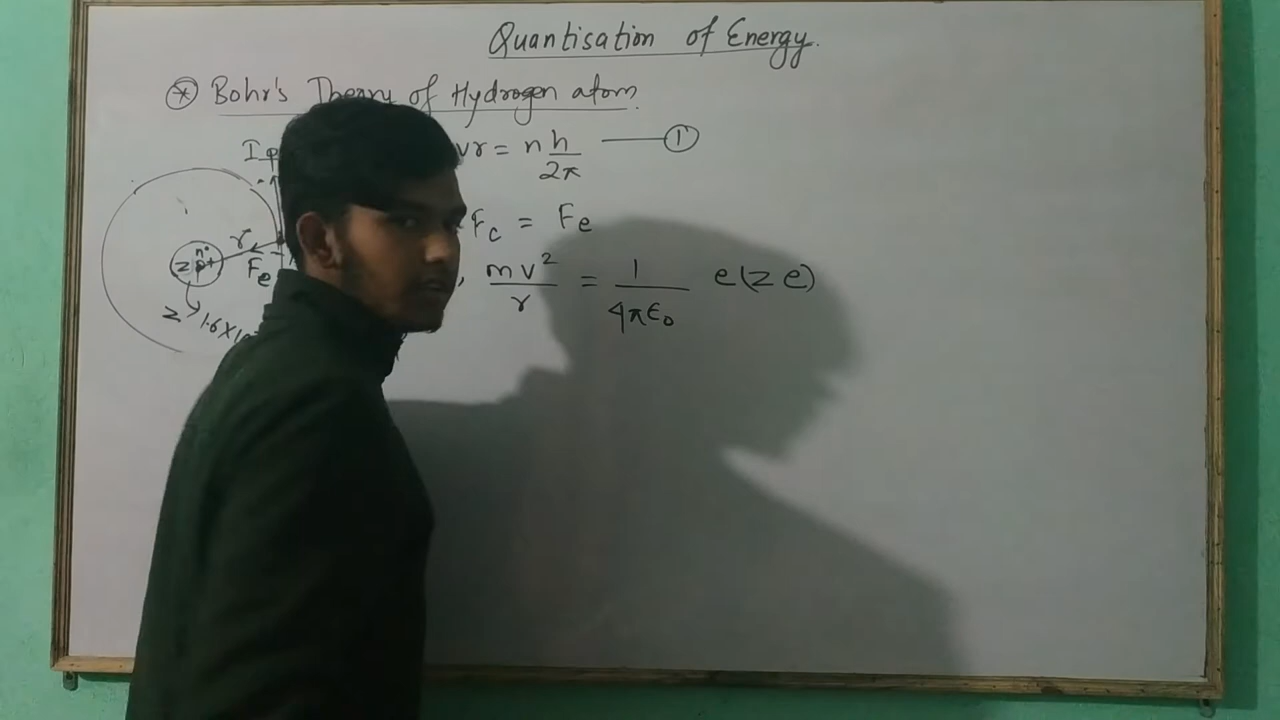 Quantisation of Energy.
* Bohr's Theory of Hydrogen atom.
vr = n h/2π —— 1
Fc = Fe
, mv²/r = 1/4πε₀ e(ze)
r
Fe
n°
z p+
z 1.6×10